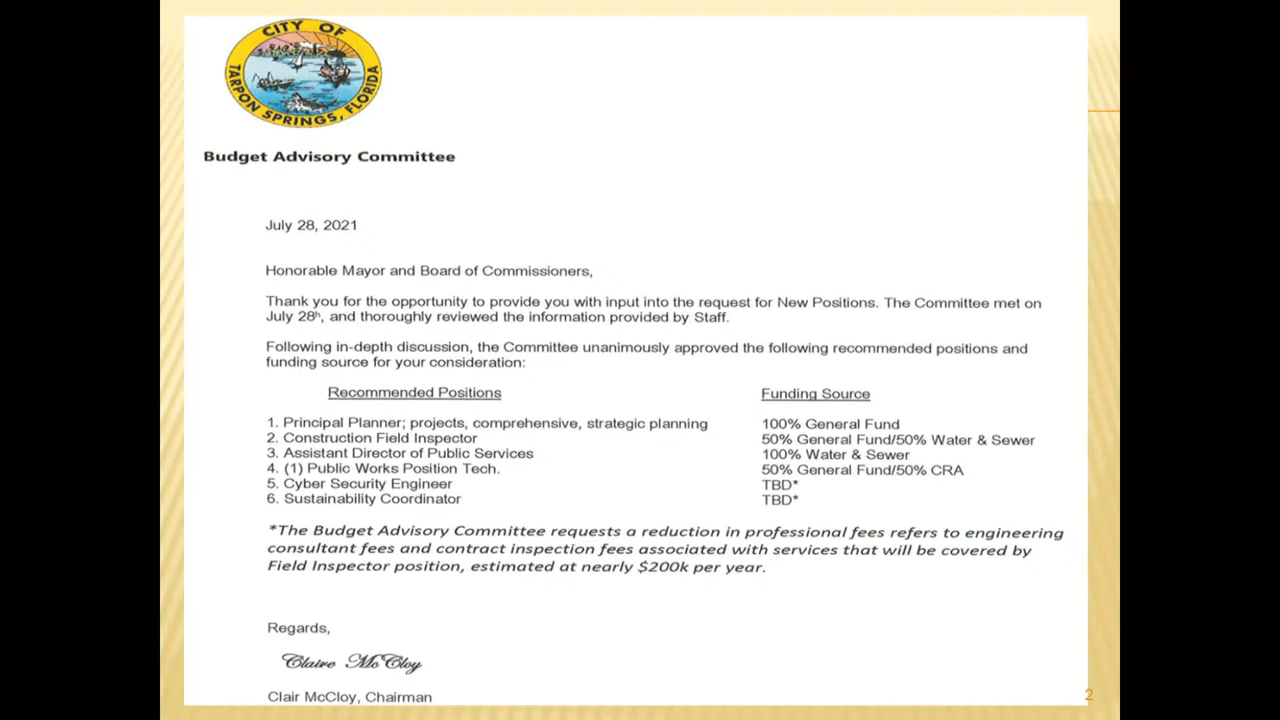 CITY OF
TARPON SPRINGS, FLORIDA
Budget Advisory Committee
July 28, 2021
Honorable Mayor and Board of Commissioners,
Thank you for the opportunity to provide you with input into the request for New Positions. The Committee met on
July 28ʰ, and thoroughly reviewed the information provided by Staff.
Following in-depth discussion, the Committee unanimously approved the following recommended positions and
funding source for your consideration:
Recommended Positions Funding Source
1. Principal Planner; projects, comprehensive, strategic planning 100% General Fund
2. Construction Field Inspector 50% General Fund/50% Water & Sewer
3. Assistant Director of Public Services 100% Water & Sewer
4. (1) Public Works Position Tech. 50% General Fund/50% CRA
5. Cyber Security Engineer TBD*
6. Sustainability Coordinator TBD*
*The Budget Advisory Committee requests a reduction in professional fees refers to engineering
consultant fees and contract inspection fees associated with services that will be covered by
Field Inspector position, estimated at nearly $200k per year.
Regards,
Claire McCloy
Clair McCloy, Chairman
2